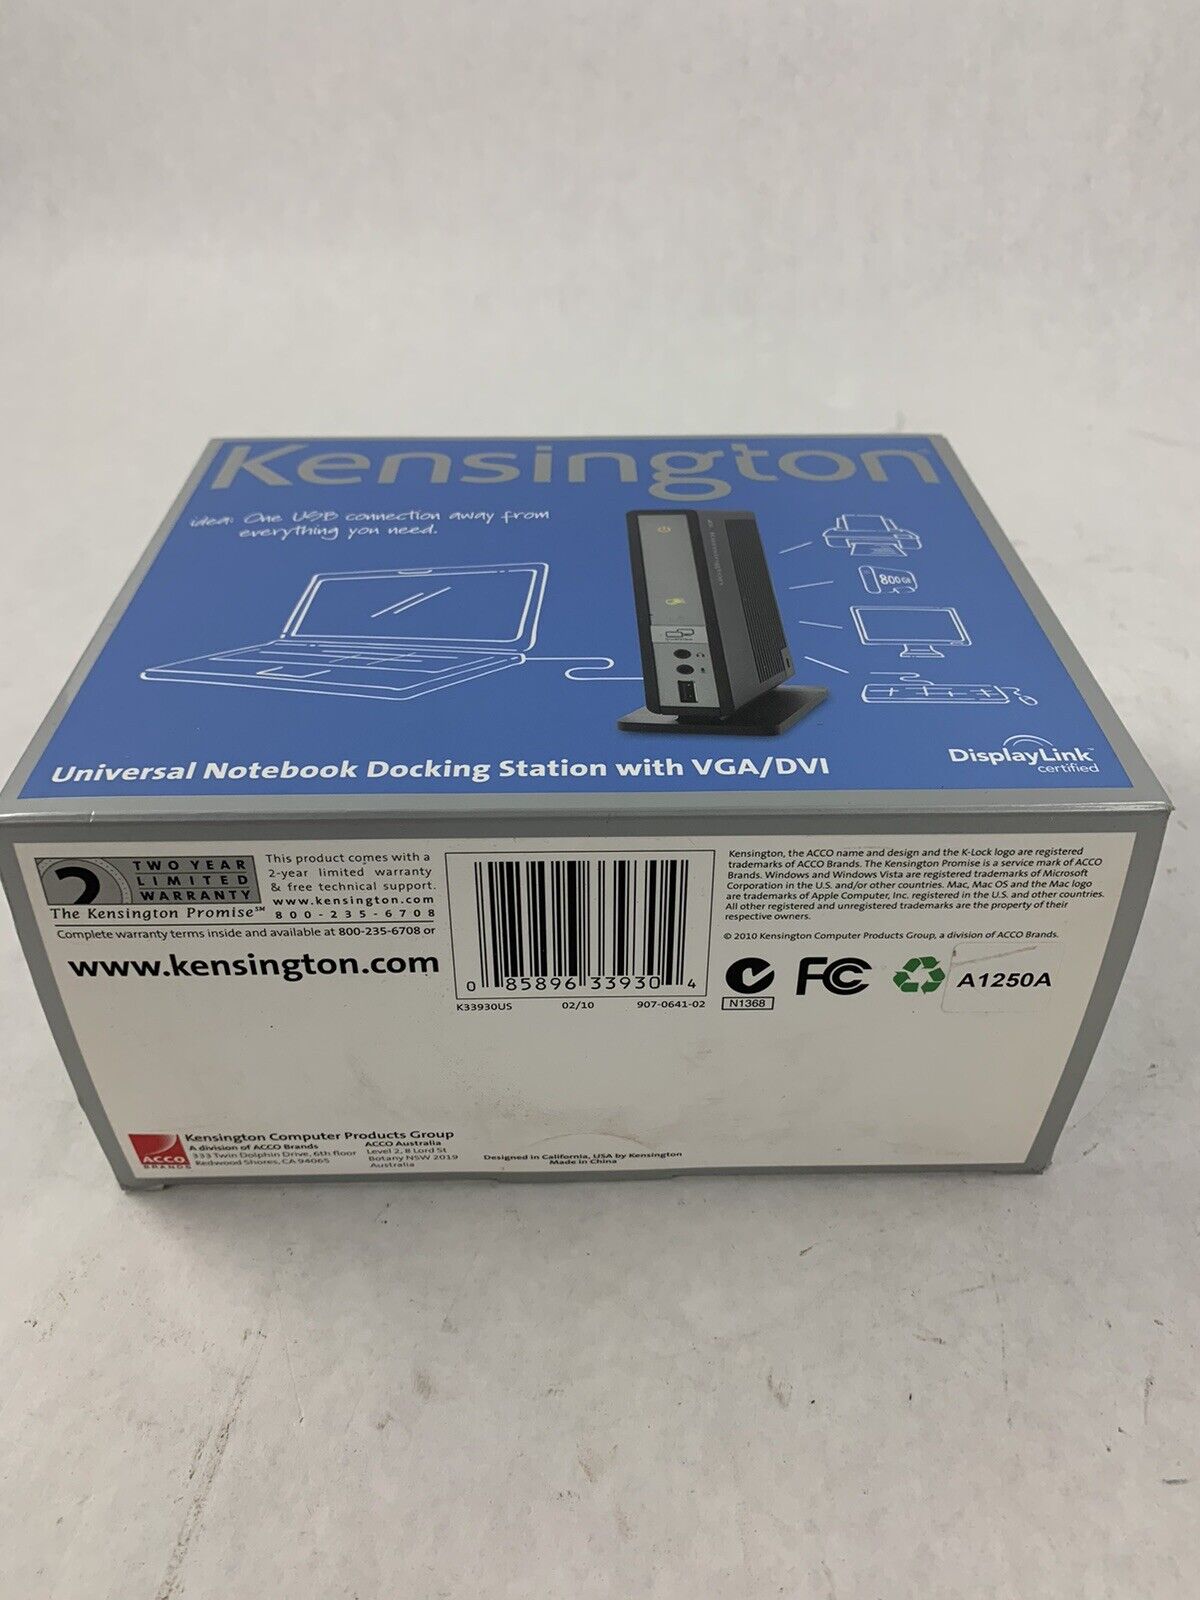 Kensington
idea: One USB connection away from
everything you need.
Kensington
800GB
Universal Notebook Docking Station with VGA/DVI
DisplayLink™
certified
2
TWO YEAR
LIMITED
WARRANTY
The Kensington Promise℠
This product comes with a
2-year limited warranty
& free technical support.
www.kensington.com
800-235-6708
Complete warranty terms inside and available at 800-235-6708 or
www.kensington.com
0 85896 33930 4
K33930US 02/10 907-0641-02
Kensington, the ACCO name and design and the K-Lock logo are registered
trademarks of ACCO Brands. The Kensington Promise is a service mark of ACCO
Brands. Windows and Windows Vista are registered trademarks of Microsoft
Corporation in the U.S. and/or other countries. Mac, Mac OS and the Mac logo
are trademarks of Apple Computer, Inc. registered in the U.S. and other countries.
All other registered and unregistered trademarks are the property of their
respective owners.
© 2010 Kensington Computer Products Group, a division of ACCO Brands.
N1368
FC
A1250A
ACCO
BRANDS
Kensington Computer Products Group
A division of ACCO Brands
333 Twin Dolphin Drive, 6th floor
Redwood Shores, CA 94065
ACCO Australia
Level 2, 8 Lord St
Botany NSW 2019
Australia
Designed in California, USA by Kensington
Made in China